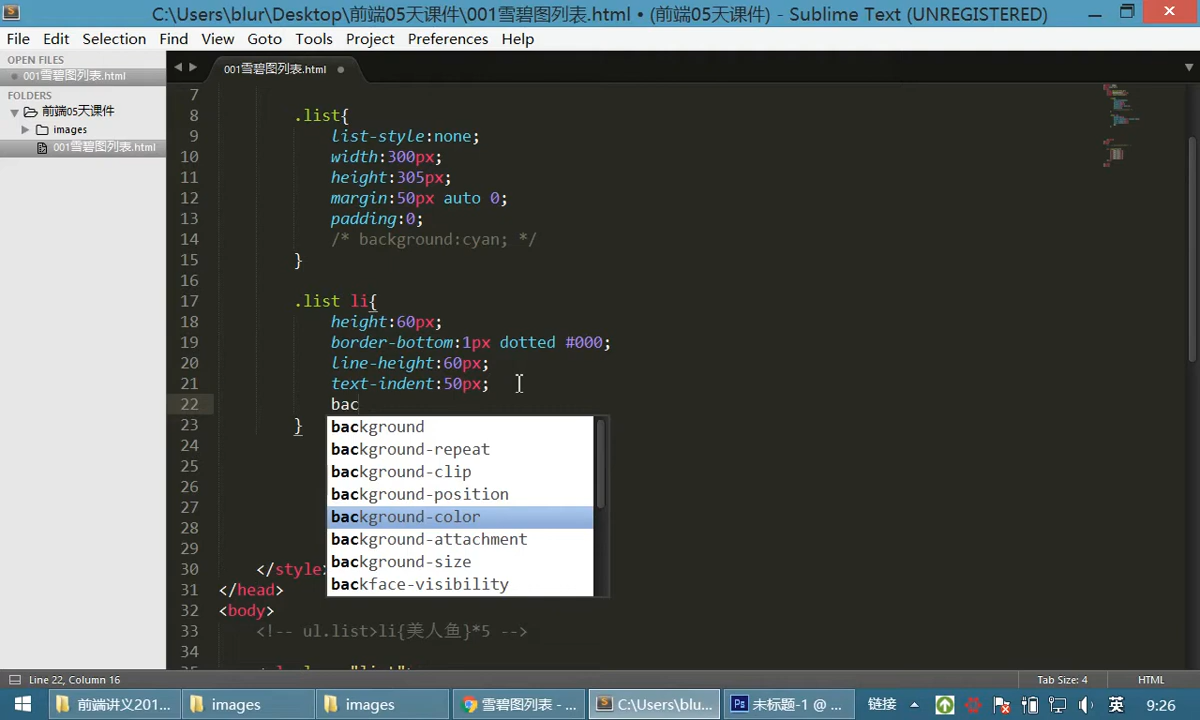 C:\Users\blur\Desktop\前端05天课件\001雪碧图列表.html • (前端05天课件) - Sublime Text (UNREGISTERED)
File Edit Selection Find View Goto Tools Project Preferences Help
OPEN FILES
001雪碧图列表.html
FOLDERS
前端05天课件
images
001雪碧图列表.html
001雪碧图列表.html
7
8 .list{
9 list-style:none;
10 width:300px;
11 height:305px;
12 margin:50px auto 0;
13 padding:0;
14 /* background:cyan; */
15 }
16
17 .list li{
18 height:60px;
19 border-bottom:1px dotted #000;
20 line-height:60px;
21 text-indent:50px;
22 bac
23 }
24
25
26
27
28
29
30 </style>
31 </head>
32 <body>
33 <!-- ul.list>li{美人鱼}*5 -->
34
background
background-repeat
background-clip
background-position
background-color
background-attachment
background-size
backface-visibility
Line 22, Column 16
Tab Size: 4
HTML
前端讲义201...
images
images
雪碧图列表 - ...
C:\Users\blu...
未标题-1 @ ...
链接
英
9:26